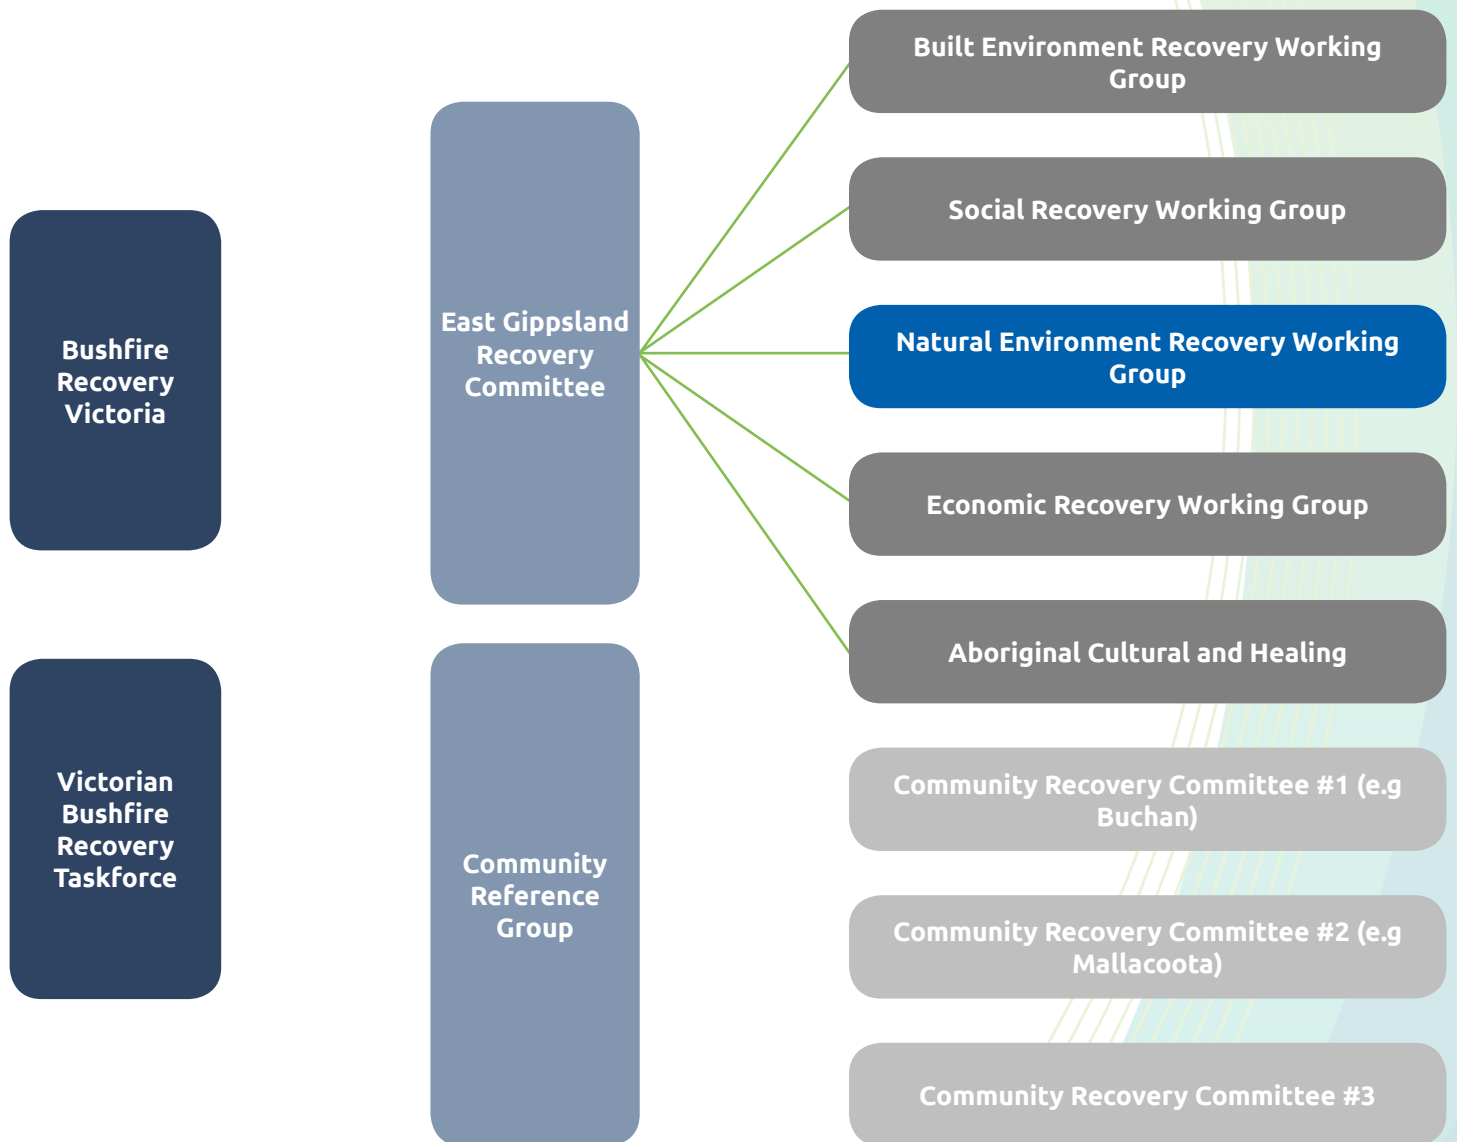 Bushfire
Recovery
Victoria
Victorian
Bushfire
Recovery
Taskforce
East Gippsland
Recovery
Committee
Community
Reference
Group
Built Environment Recovery Working
Group
Social Recovery Working Group
Natural Environment Recovery Working
Group
Economic Recovery Working Group
Aboriginal Cultural and Healing
Community Recovery Committee #1 (e.g
Buchan)
Community Recovery Committee #2 (e.g
Mallacoota)
Community Recovery Committee #3